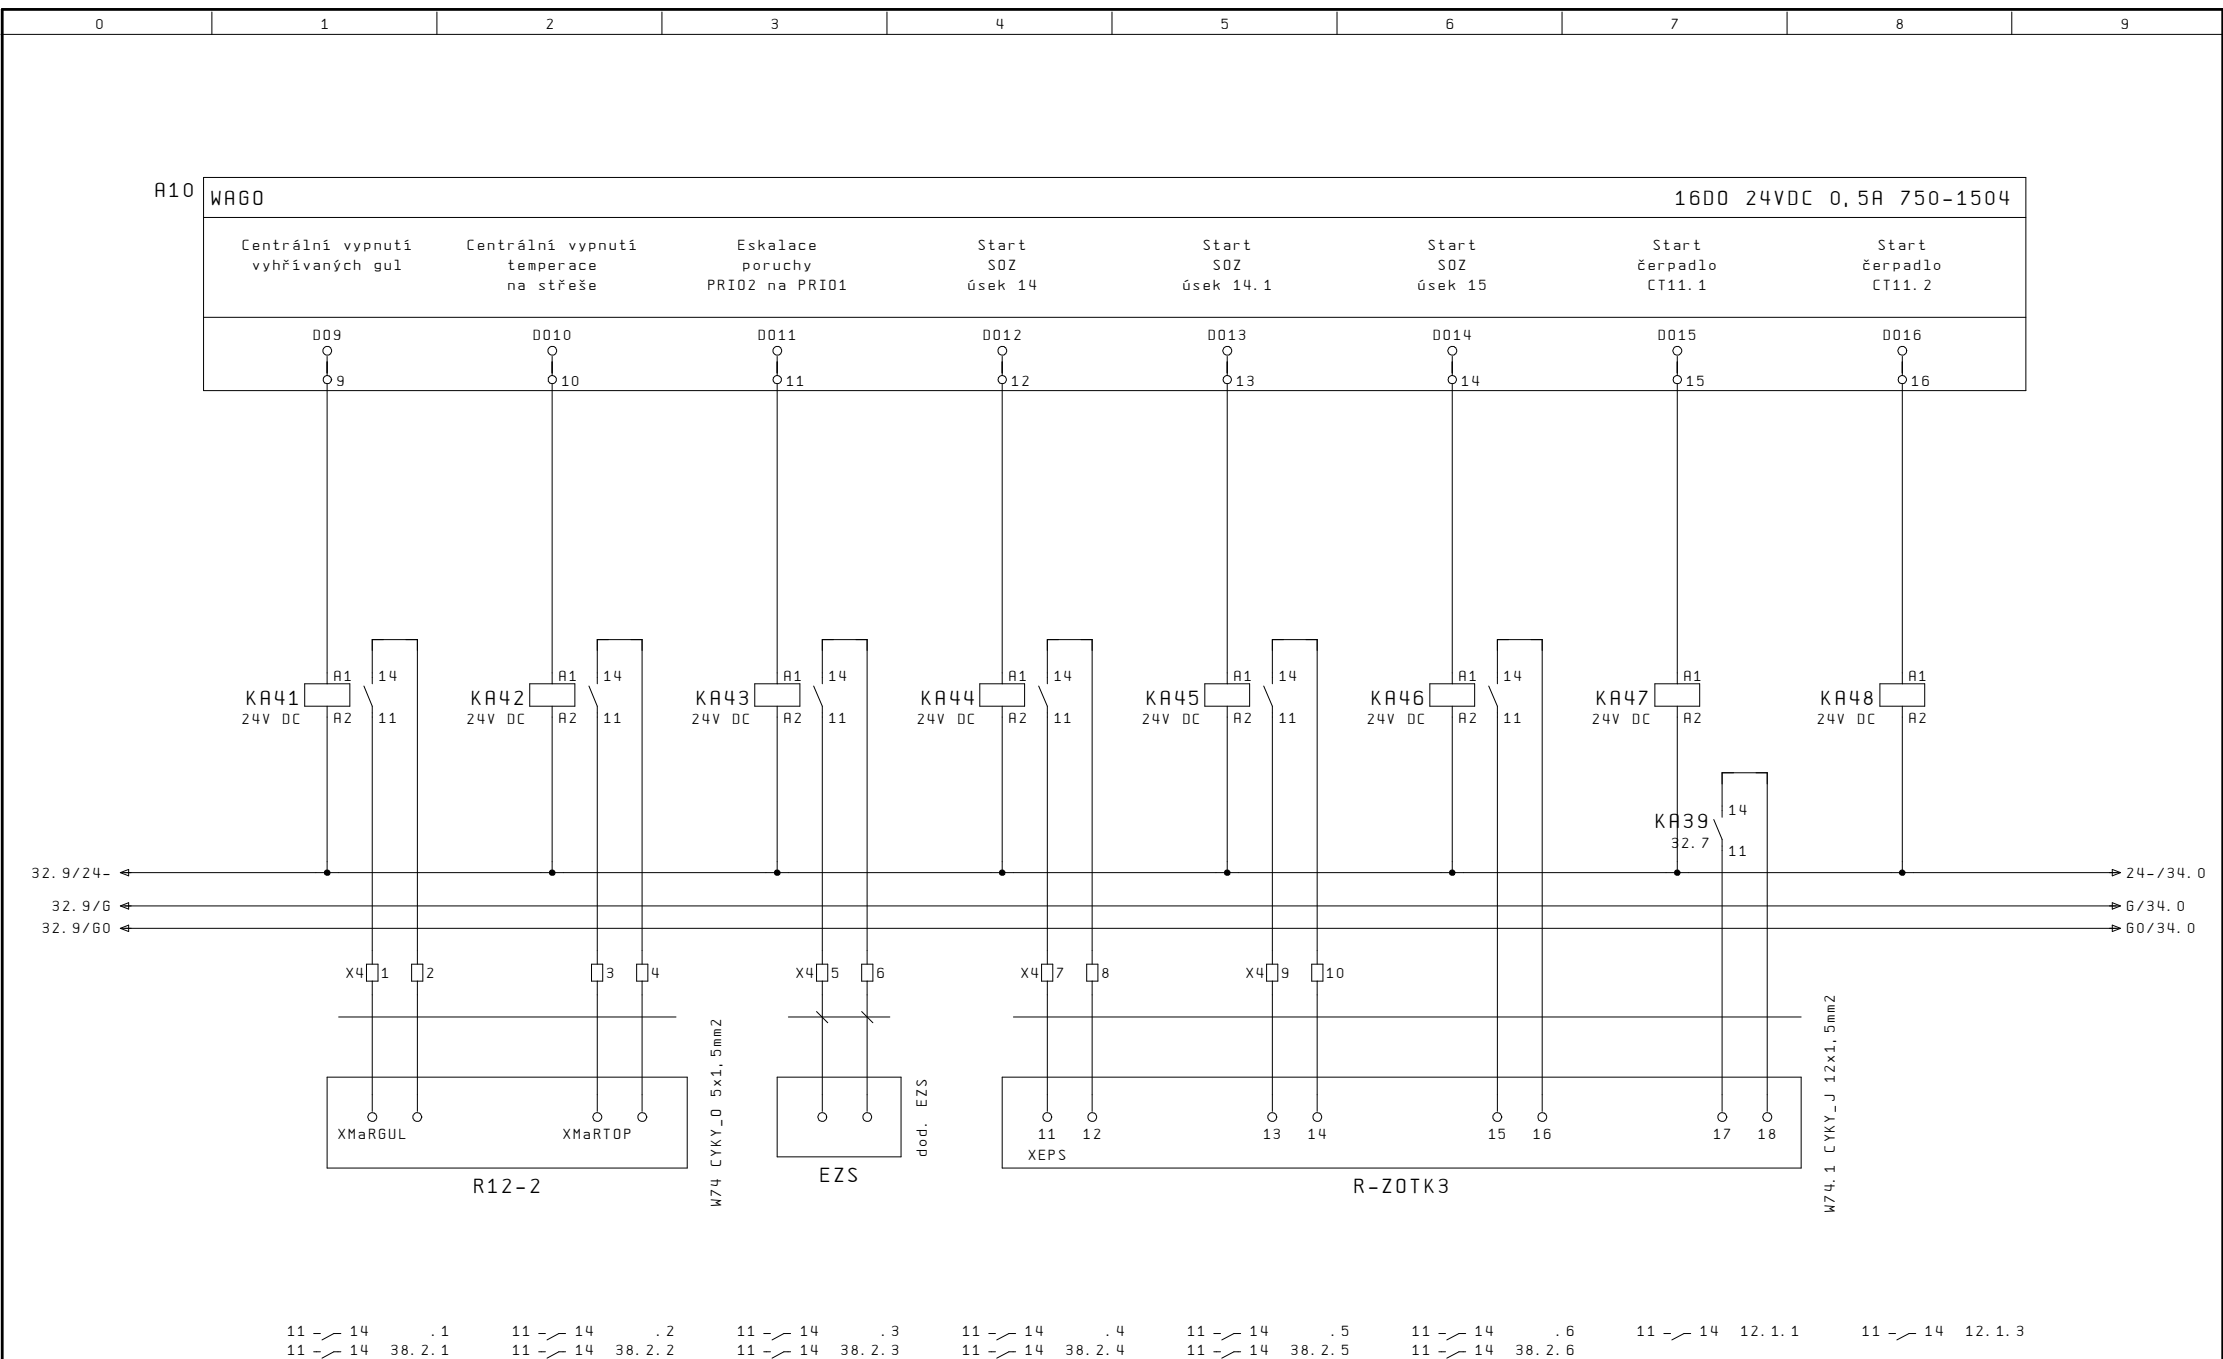 0 1 2 3 4 5 6 7 8 9
A10 WAGO 16DO 24VDC 0,5A 750-1504
Centrální vypnutí
vyhřívaných gul
Centrální vypnutí
temperace
na střeše
Eskalace
poruchy
PRIO2 na PRIO1
Start
SOZ
úsek 14
Start
SOZ
úsek 14.1
Start
SOZ
úsek 15
Start
čerpadlo
CT11.1
Start
čerpadlo
CT11.2
DO9 DO10 DO11 DO12 DO13 DO14 DO15 DO16
9 10 11 12 13 14 15 16
A1 14 A1 14 A1 14 A1 14 A1 14 A1 14 A1 A1
KA41 KA42 KA43 KA44 KA45 KA46 KA47 KA48
24V DC A2 11 24V DC A2 11 24V DC A2 11 24V DC A2 11 24V DC A2 11 24V DC A2 11 24V DC A2 24V DC A2
14
KA39
32.7
11
32.9/24- 24-/34.0
32.9/G G/34.0
32.9/G0 G0/34.0
X4 1 2 3 4 X4 5 6 X4 7 8 X4 9 10
W74 CYKY_O 5x1,5mm2
dod. EZS
W74.1 CYKY_J 12x1,5mm2
XMaRGUL XMaRTOP 11 12 13 14 15 16 17 18
XEPS
R12-2 EZS R-ZOTK3
11 14 .1 11 14 .2 11 14 .3 11 14 .4 11 14 .5 11 14 .6 11 14 12.1.1 11 14 12.1.3
11 14 38.2.1 11 14 38.2.2 11 14 38.2.3 11 14 38.2.4 11 14 38.2.5 11 14 38.2.6